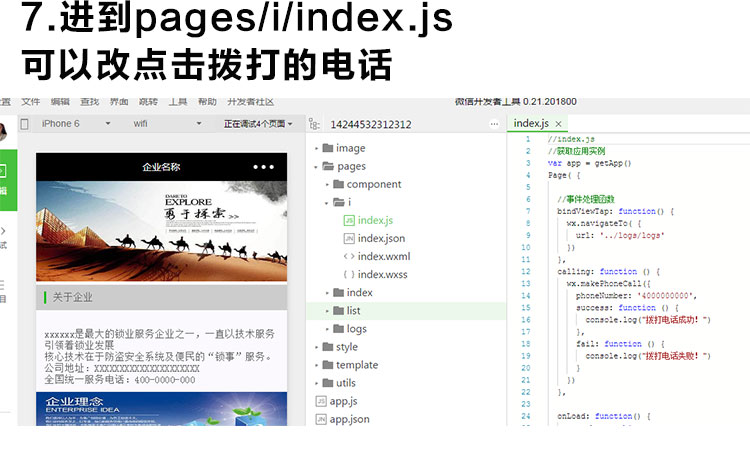 7.进到pages/i/index.js
可以改点击拨打的电话
文件 编辑 查找 界面 跳转 工具 帮助 开发者社区
微信开发者工具 0.21.201800
iPhone 6
wifi
正在调试4个页面
14244532312312
index.js ×
企业名称
DARE TO
EXPLORE
勇于探索 >>
关于企业
xxxxxx是最大的锁业服务企业之一，一直以技术服务
引领着锁业发展
核心技术在于防盗安全系统及便民的“锁事”服务。
公司地址：XXXXXXXXXXXXXXXXXXXX
全国统一服务电话：400-0000-000
企业理念
ENTERPRISE IDEA
image
pages
component
i
index.js
index.json
index.wxml
index.wxss
index
list
logs
style
template
utils
app.js
app.json
1 //index.js
2 //获取应用实例
3 var app = getApp()
4 Page( {
5
6 //事件处理函数
7 bindViewTap: function() {
8 wx.navigateTo( {
9 url: '../logs/logs'
10 })
11 },
12 calling: function () {
13 wx.makePhoneCall({
14 phoneNumber: '4000000000',
15 success: function () {
16 console.log("拨打电话成功！")
17 },
18 fail: function () {
19 console.log("拨打电话失败！")
20 }
21 })
22 },
23
24 onLoad: function() {